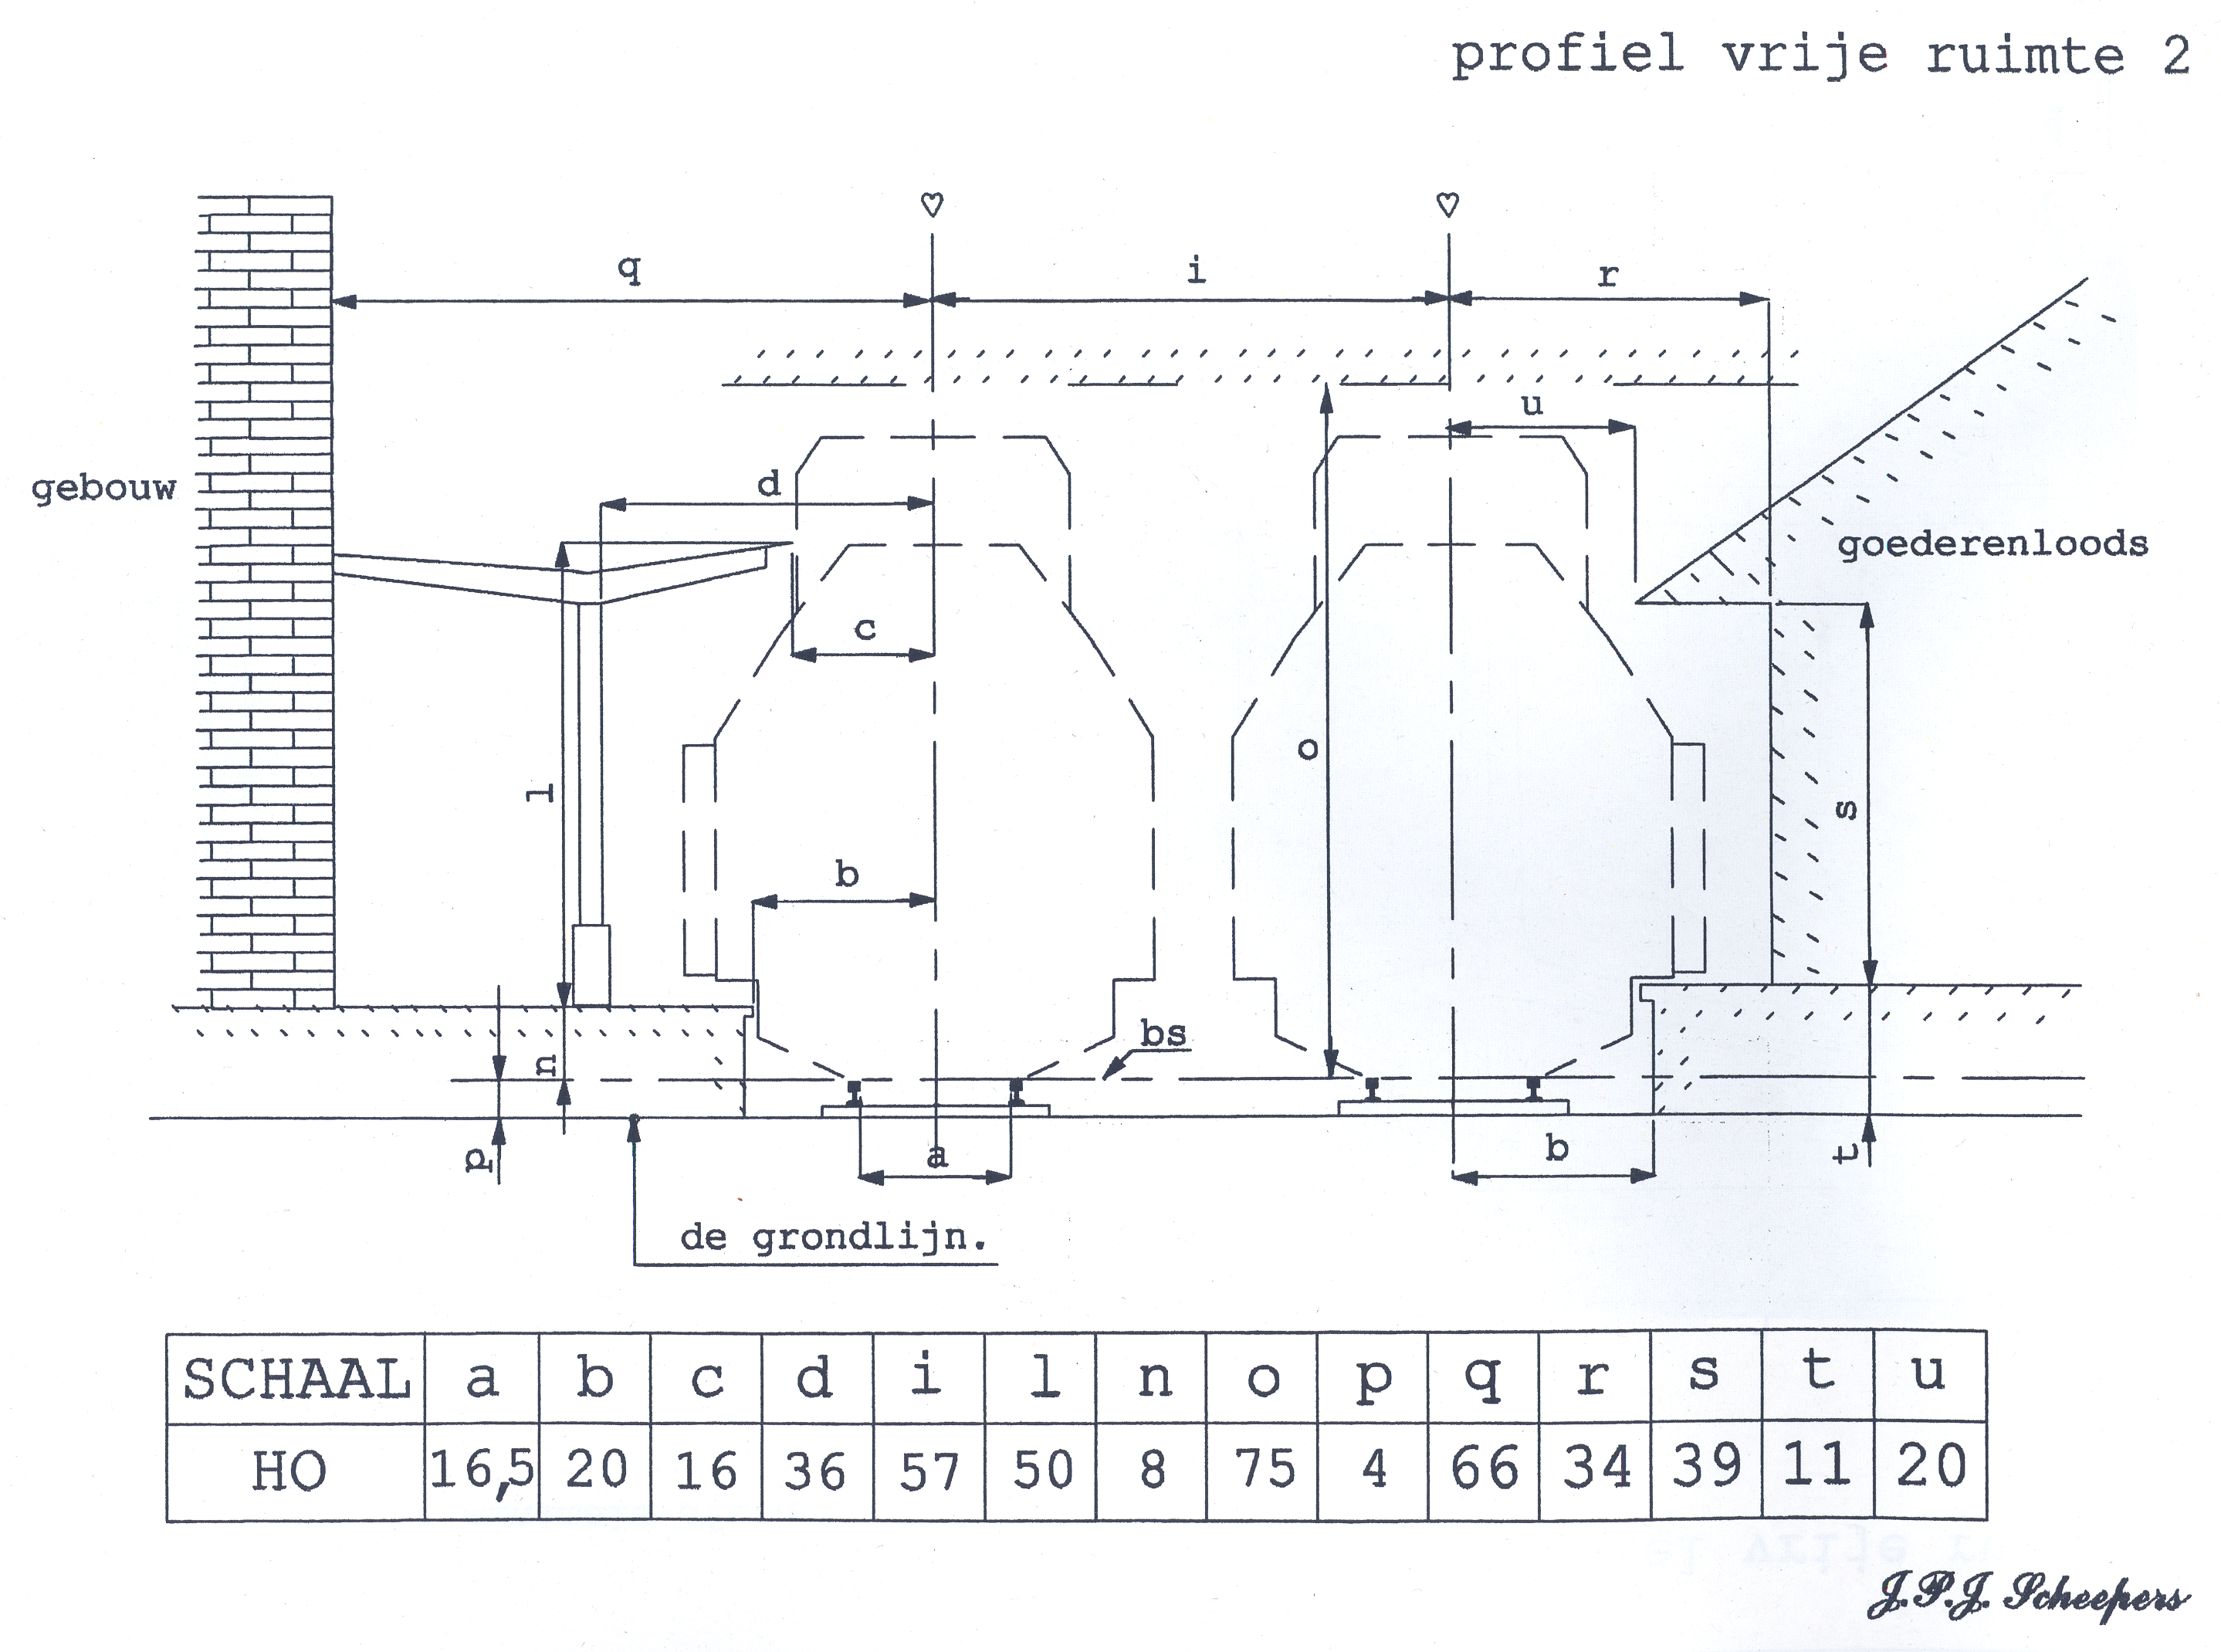 profiel vrije ruimte 2
♡ ♡
q i r
u
d
gebouw
goederenloods
c
o
l
s
b
bs
n
a
b
p
t
de grondlijn.
SCHAAL a b c d i l n o p q r s t u
HO 16,5 20 16 36 57 50 8 75 4 66 34 39 11 20
J.P.J. Scheepers